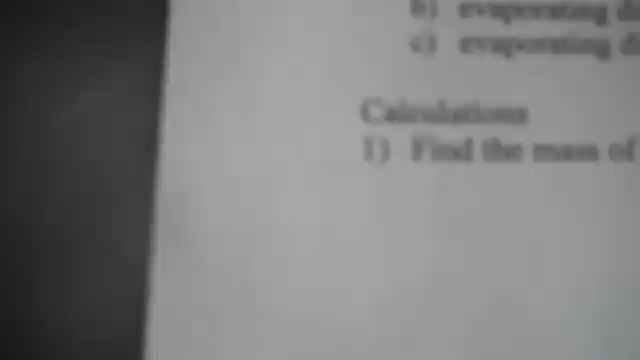 b) evaporating
c) evaporating
Calculations
1) Find the mass of